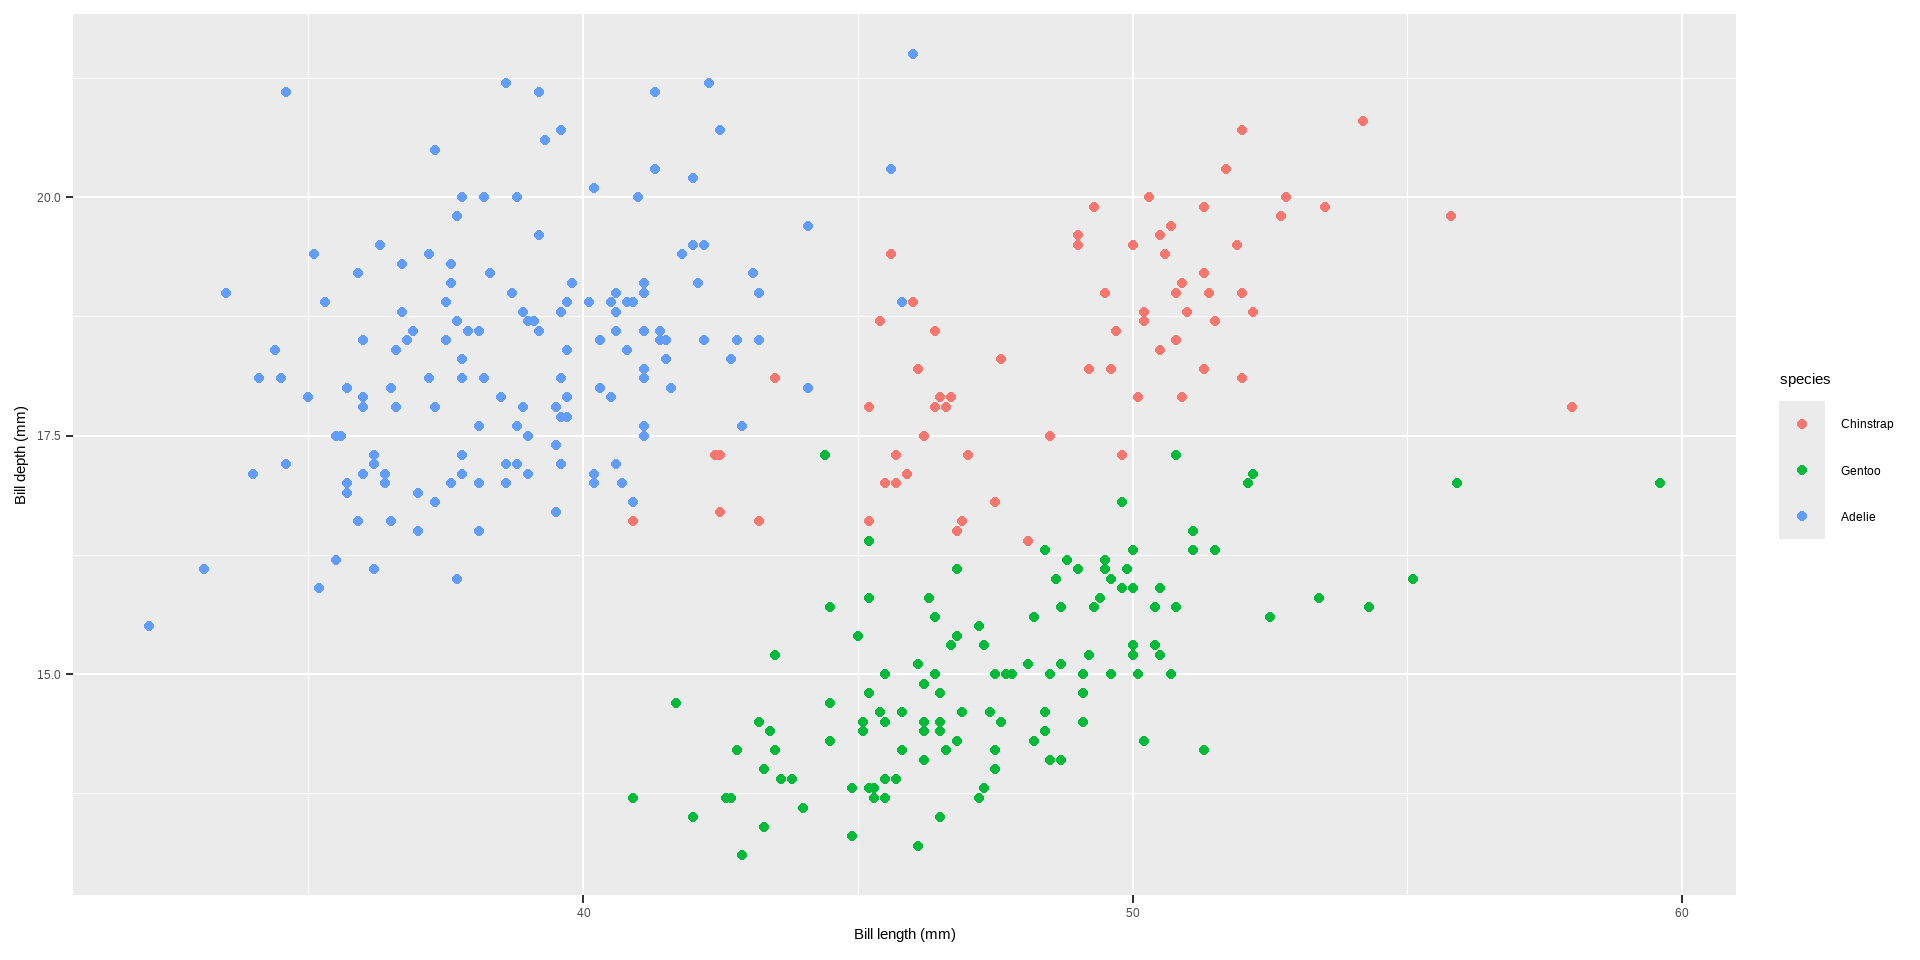 20.0
17.5
15.0
Bill depth (mm)
40
50
60
Bill length (mm)
species
Chinstrap
Gentoo
Adelie